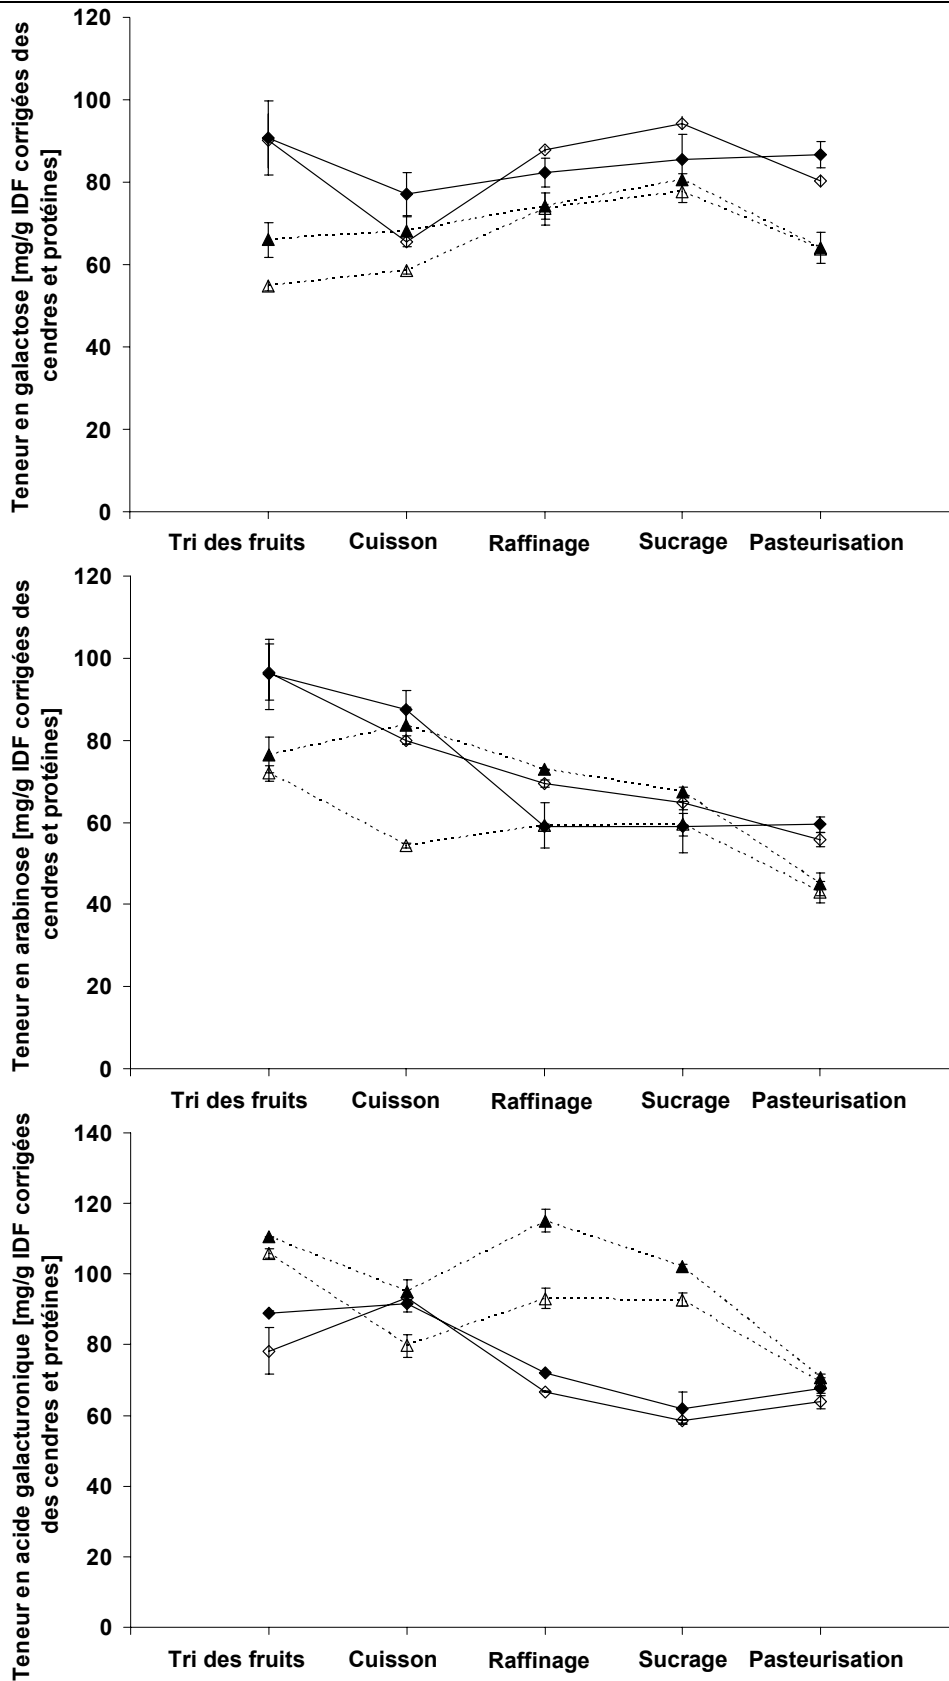 Teneur en galactose [mg/g IDF corrigées des
cendres et protéines]
120
100
80
60
40
20
0
Tri des fruits Cuisson Raffinage Sucrage Pasteurisation
Teneur en arabinose [mg/g IDF corrigées des
cendres et protéines]
120
100
80
60
40
20
0
Tri des fruits Cuisson Raffinage Sucrage Pasteurisation
Teneur en acide galacturonique [mg/g IDF corrigées
des cendres et protéines]
140
120
100
80
60
40
20
0
Tri des fruits Cuisson Raffinage Sucrage Pasteurisation